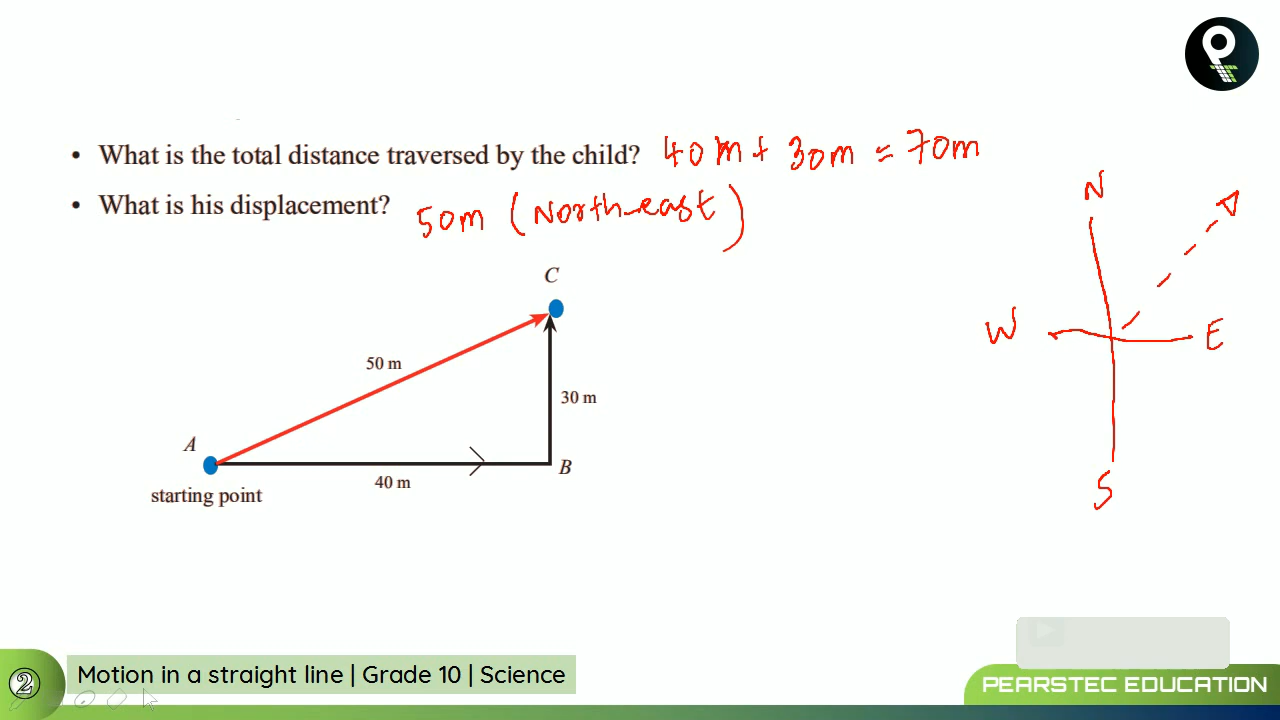 • What is the total distance traversed by the child? 40m + 30m = 70m
• What is his displacement? 50m (North-east)
N
C
W
E
50 m
30 m
A
B
40 m
starting point
S
2
Motion in a straight line | Grade 10 | Science
PEARSTEC EDUCATION